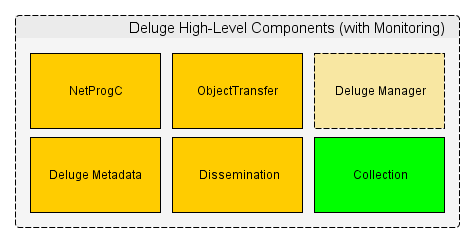 Deluge High-Level Components (with Monitoring)
NetProgC
ObjectTransfer
Deluge Manager
Deluge Metadata
Dissemination
Collection